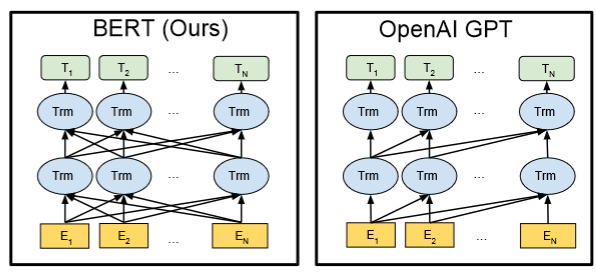 BERT (Ours)
T1 T2 ... TN
Trm Trm ... Trm
Trm Trm ... Trm
E1 E2 ... EN
OpenAI GPT
T1 T2 ... TN
Trm Trm ... Trm
Trm Trm ... Trm
E1 E2 ... EN